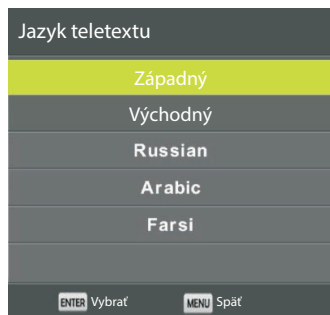 Jazyk teletextu
Západný
Východný
Russian
Arabic
Farsi
ENTER Vybrať MENU Späť